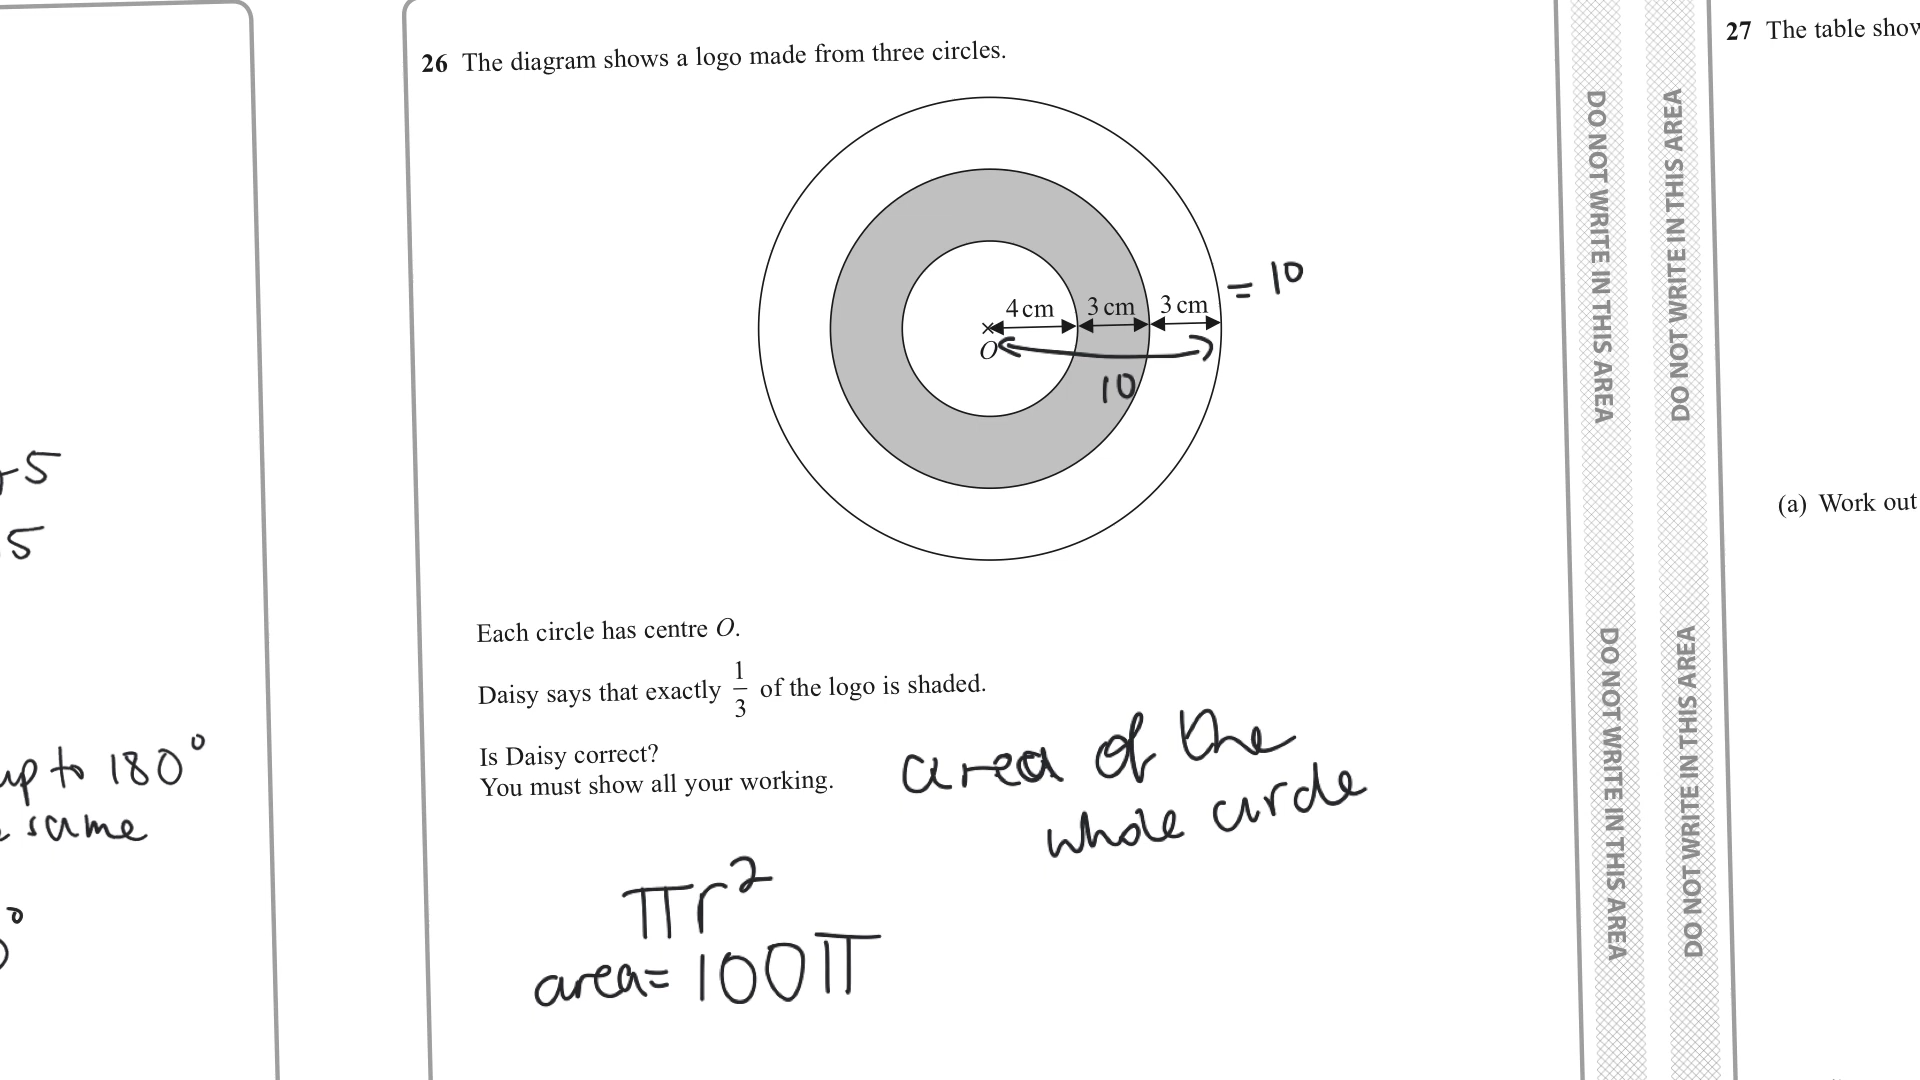 26 The diagram shows a logo made from three circles.
4 cm 3 cm 3 cm = 10
O
10
Each circle has centre O.
Daisy says that exactly 1/3 of the logo is shaded.
Is Daisy correct?
You must show all your working.
area of the
whole circle
πr²
area= 100π
+5
5
up to 180°
same
°
DO NOT WRITE IN THIS AREA
DO NOT WRITE IN THIS AREA
DO NOT WRITE IN THIS AREA
DO NOT WRITE IN THIS AREA
27 The table show
(a) Work out